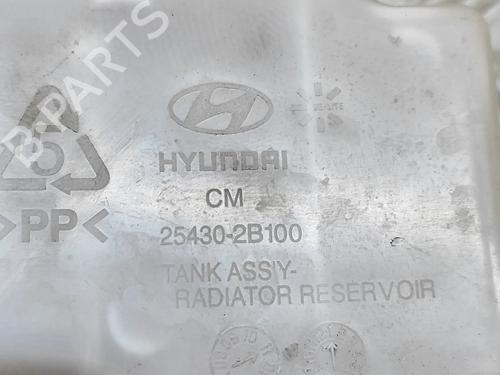 B-PARTS
HYUNDAI
CM
>PP<
25430-2B100
TANK ASS'Y-
RADIATOR RESERVOIR